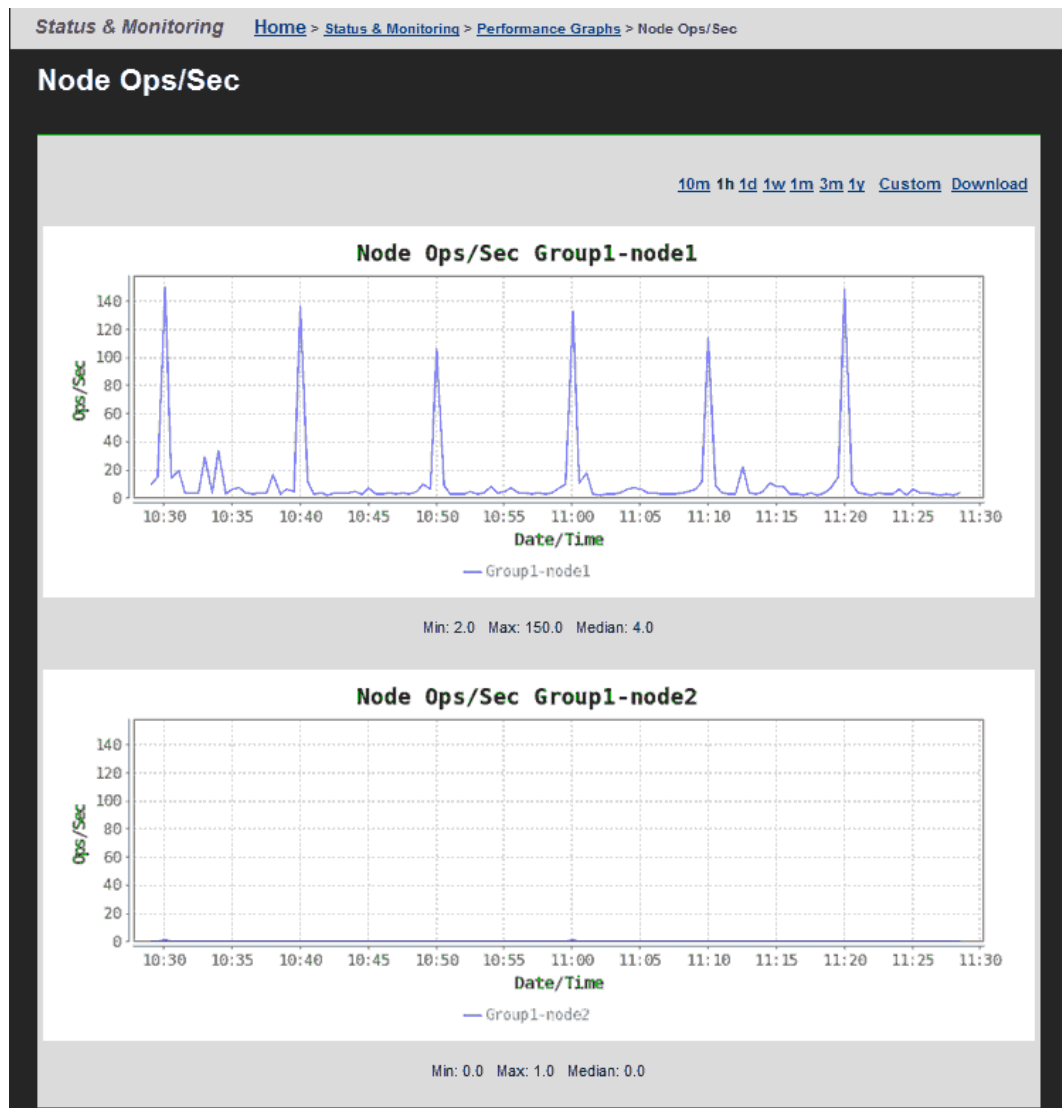 Status & Monitoring Home > Status & Monitoring > Performance Graphs > Node Ops/Sec
Node Ops/Sec
10m 1h 1d 1w 1m 3m 1y Custom Download
Node Ops/Sec Group1-node1
Ops/Sec
140
120
100
80
60
40
20
0
10:30 10:35 10:40 10:45 10:50 10:55 11:00 11:05 11:10 11:15 11:20 11:25 11:30
Date/Time
Group1-node1
Min: 2.0 Max: 150.0 Median: 4.0
Node Ops/Sec Group1-node2
Ops/Sec
140
120
100
80
60
40
20
0
10:30 10:35 10:40 10:45 10:50 10:55 11:00 11:05 11:10 11:15 11:20 11:25 11:30
Date/Time
Group1-node2
Min: 0.0 Max: 1.0 Median: 0.0